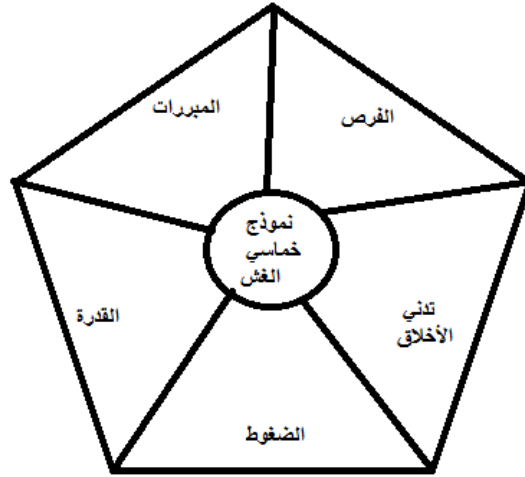 المبررات
الفرص
نموذج
خماسي
الغش
القدرة
تدني
الأخلاق
الضغوط